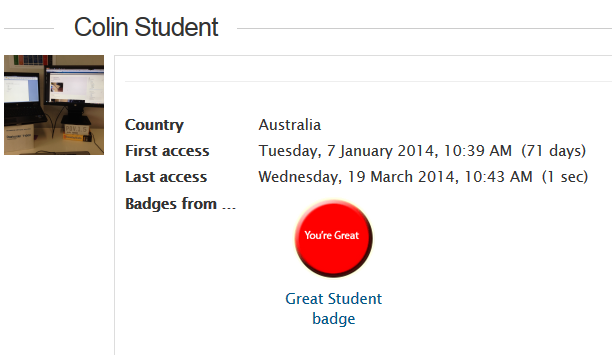 Colin Student
Country Australia
First access Tuesday, 7 January 2014, 10:39 AM (71 days)
Last access Wednesday, 19 March 2014, 10:43 AM (1 sec)
Badges from ...
You're Great
Great Student
badge